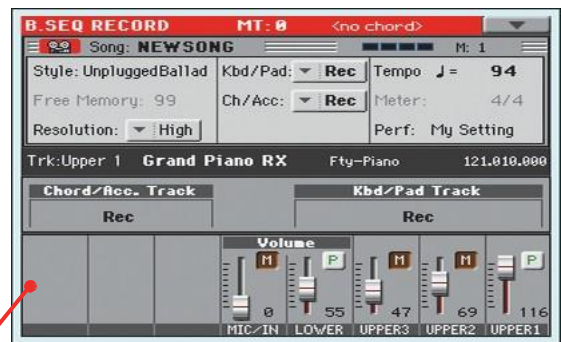 B.SEQ RECORD MT: 0 <no chord>
Song: NEWSONG M: 1
Style: UnpluggedBallad Kbd/Pad: Rec Tempo ♩ = 94
Free Memory: 99 Ch/Acc: Rec Meter: 4/4
Resolution: High Perf: My Setting
Trk:Upper 1 Grand Piano RX Fty-Piano 121.010.000
Chord/Acc. Track Kbd/Pad Track
Rec Rec
Volume
M P M M P
0 55 47 69 116
MIC/IN LOWER UPPER3 UPPER2 UPPER1